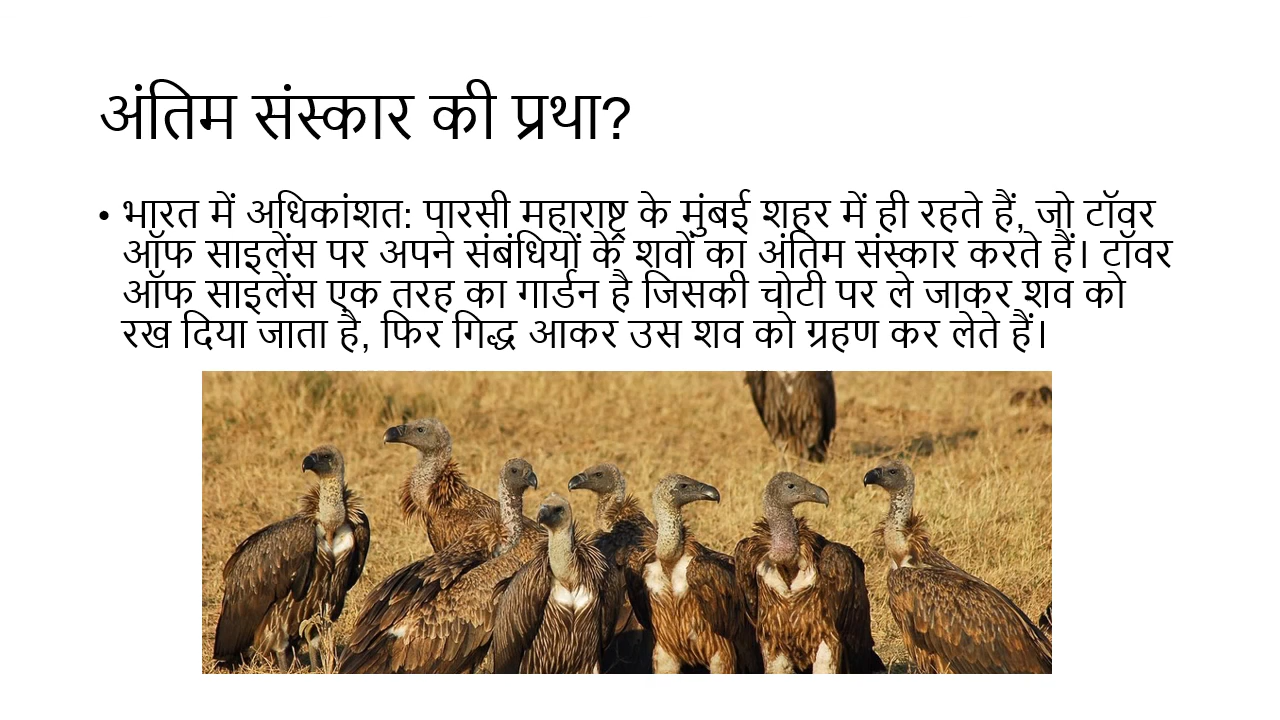 अंतिम संस्कार की प्रथा?
• भारत में अधिकांशत: पारसी महाराष्ट्र के मुंबई शहर में ही रहते हैं, जो टॉवर
ऑफ साइलेंस पर अपने संबंधियों के शवों का अंतिम संस्कार करते हैं। टॉवर
ऑफ साइलेंस एक तरह का गार्डन है जिसकी चोटी पर ले जाकर शव को
रख दिया जाता है, फिर गिद्ध आकर उस शव को ग्रहण कर लेते हैं।